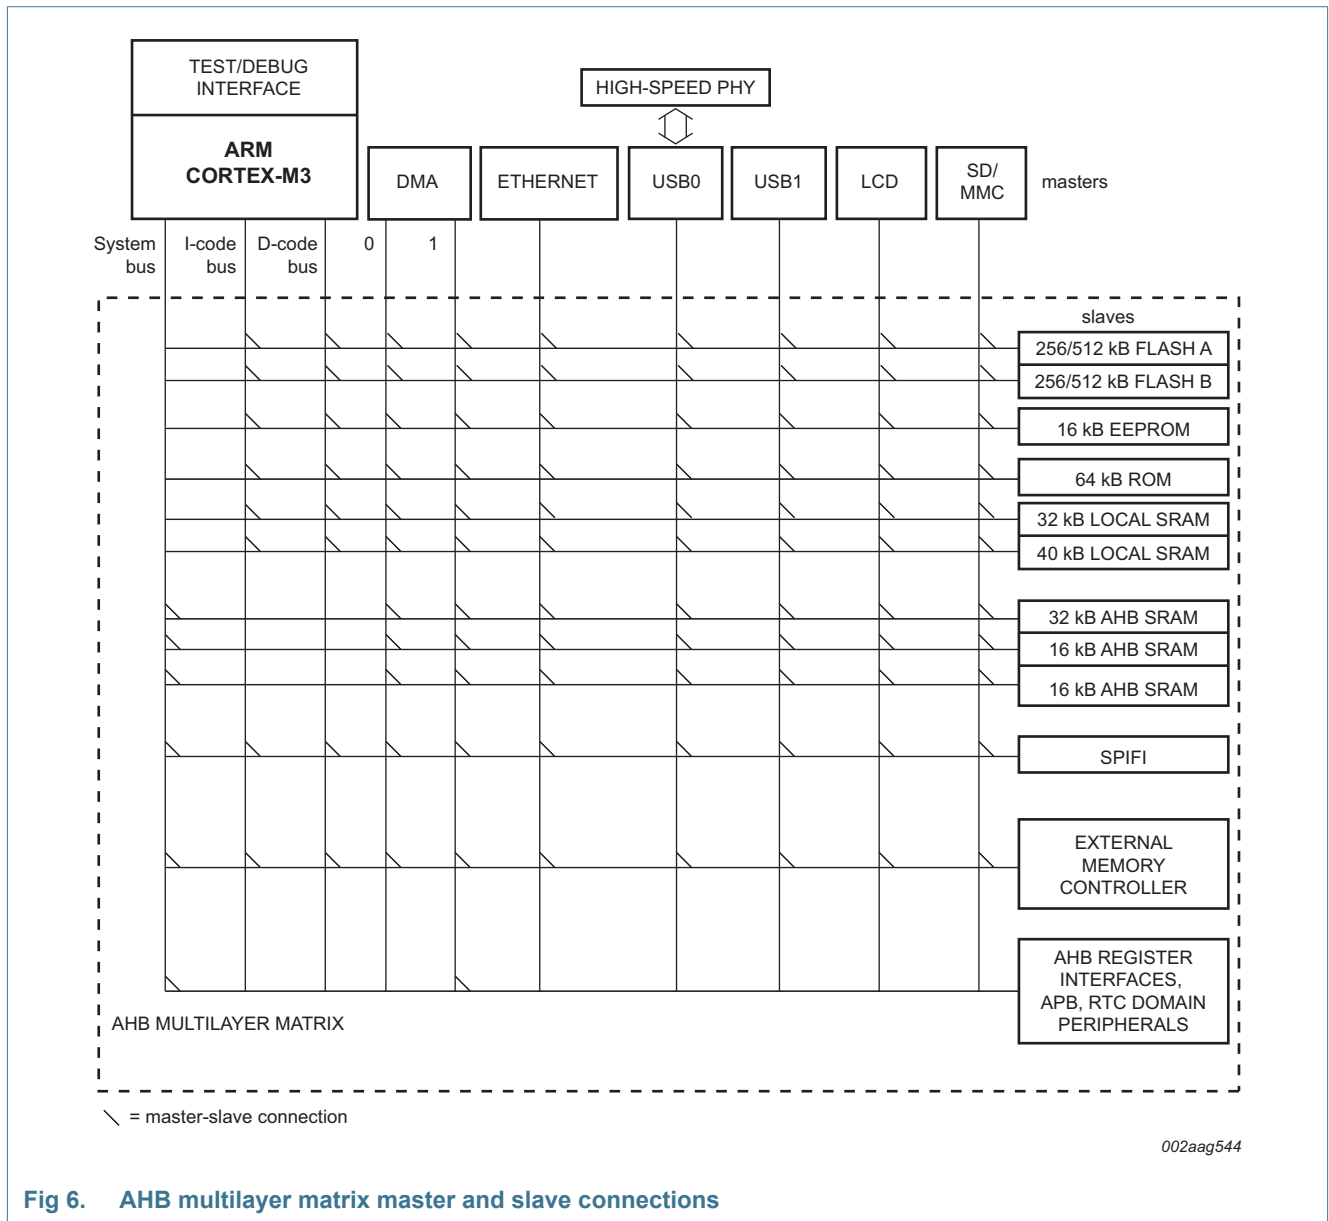 TEST/DEBUG
INTERFACE
ARM
CORTEX-M3
HIGH-SPEED PHY
DMA
ETHERNET
USB0
USB1
LCD
SD/
MMC
masters
System
bus
I-code
bus
D-code
bus
0
1
slaves
256/512 kB FLASH A
256/512 kB FLASH B
16 kB EEPROM
64 kB ROM
32 kB LOCAL SRAM
40 kB LOCAL SRAM
32 kB AHB SRAM
16 kB AHB SRAM
16 kB AHB SRAM
SPIFI
EXTERNAL
MEMORY
CONTROLLER
AHB REGISTER
INTERFACES,
APB, RTC DOMAIN
PERIPHERALS
AHB MULTILAYER MATRIX
= master-slave connection
002aag544
Fig 6. AHB multilayer matrix master and slave connections